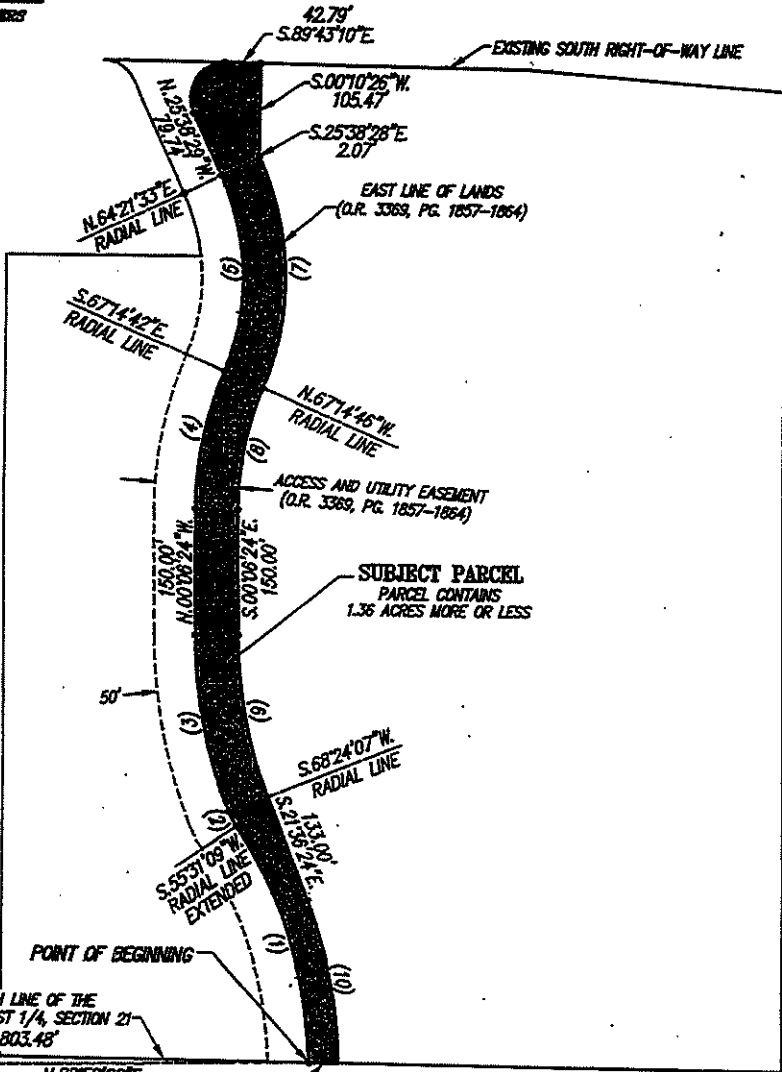 42.79'
S.89°43'10"E.
EXISTING SOUTH RIGHT-OF-WAY LINE
S.00°10'26"W.
105.47'
N.25°38'29"W.
76.74'
S.25°38'28"E.
2.07'
EAST LINE OF LANDS
(O.R. 3369, PG. 1857-1864)
N.64°21'33"E.
RADIAL LINE
(7)
S.67°14'42"E.
RADIAL LINE
N.67°14'46"W.
RADIAL LINE
(4)
(8)
ACCESS AND UTILITY EASEMENT
(O.R. 3369, PG. 1857-1864)
150.00'
N.00°06'24"W.
S.00°06'24"E.
150.00'
SUBJECT PARCEL
PARCEL CONTAINS
1.36 ACRES MORE OR LESS
50'
(3)
(9)
S.68°24'07"W.
RADIAL LINE
(2)
133.00'
S.21°36'24"E.
S.55°31'09"W.
RADIAL LINE
EXTENDED
(1)
POINT OF BEGINNING
(10)
LINE OF THE
ST 1/4, SECTION 21
803.48'